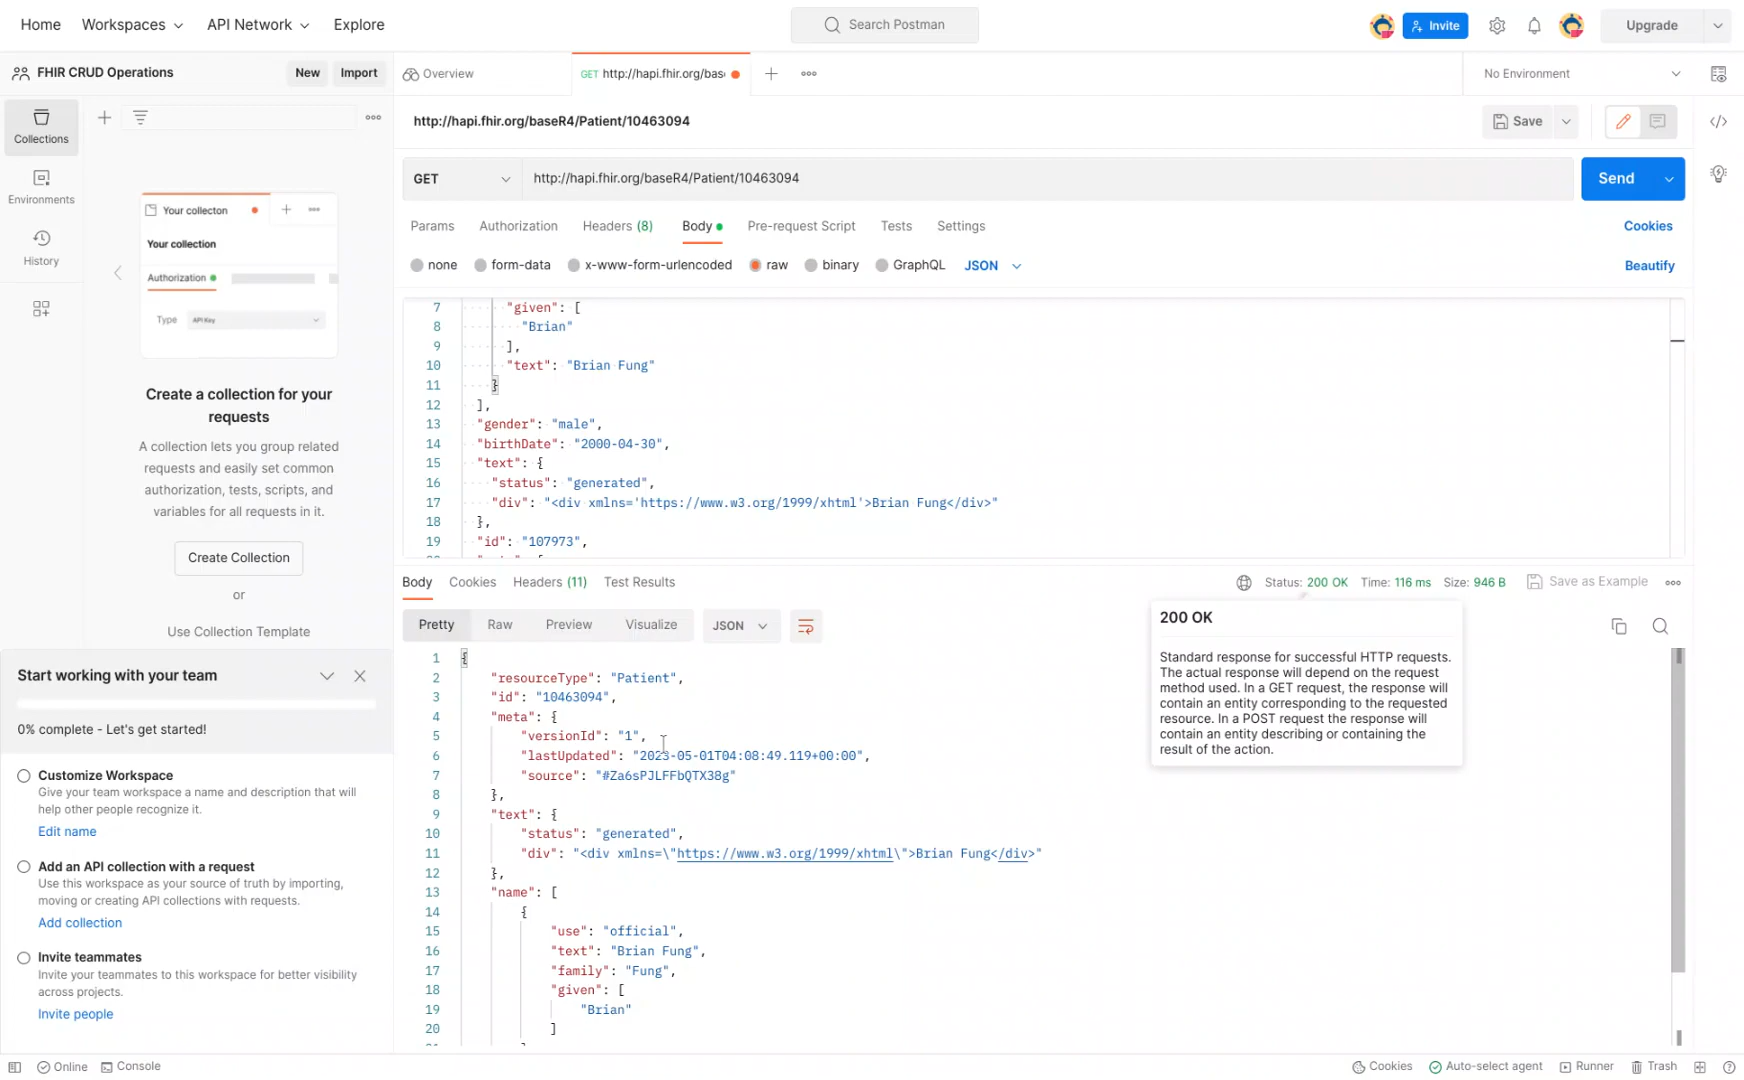 Home Workspaces API Network Explore
Search Postman
Invite
Upgrade
FHIR CRUD Operations
New Import
Overview
GET http://hapi.fhir.org/bas
No Environment
Collections
Environments
History
http://hapi.fhir.org/baseR4/Patient/10463094
Save
GET http://hapi.fhir.org/baseR4/Patient/10463094
Send
Params Authorization Headers (8) Body Pre-request Script Tests Settings
Cookies
none form-data x-www-form-urlencoded raw binary GraphQL JSON
Beautify
7 "given": [
8 "Brian"
9 ],
10 "text": "Brian Fung"
11 }
12 ],
13 "gender": "male",
14 "birthDate": "2000-04-30",
15 "text": {
16 "status": "generated",
17 "div": "<div xmlns='https://www.w3.org/1999/xhtml'>Brian Fung</div>"
18 },
19 "id": "107973",
Your collecton
Your collection
Authorization
Type API Key
Create a collection for your
requests
A collection lets you group related
requests and easily set common
authorization, tests, scripts, and
variables for all requests in it.
Create Collection
or
Use Collection Template
Body Cookies Headers (11) Test Results
Status: 200 OK Time: 116 ms Size: 946 B Save as Example
Pretty Raw Preview Visualize JSON
200 OK
Standard response for successful HTTP requests.
The actual response will depend on the request
method used. In a GET request, the response will
contain an entity corresponding to the requested
resource. In a POST request the response will
contain an entity describing or containing the
result of the action.
1 {
2 "resourceType": "Patient",
3 "id": "10463094",
4 "meta": {
5 "versionId": "1",
6 "lastUpdated": "2023-05-01T04:08:49.119+00:00",
7 "source": "#Za6sPJLFFbQTX38g"
8 },
9 "text": {
10 "status": "generated",
11 "div": "<div xmlns=\"https://www.w3.org/1999/xhtml\">Brian Fung</div>"
12 },
13 "name": [
14 {
15 "use": "official",
16 "text": "Brian Fung",
17 "family": "Fung",
18 "given": [
19 "Brian"
20 ]
Start working with your team
0% complete - Let's get started!
Customize Workspace
Give your team workspace a name and description that will
help other people recognize it.
Edit name
Add an API collection with a request
Use this workspace as your source of truth by importing,
moving or creating API collections with requests.
Add collection
Invite teammates
Invite your teammates to this workspace for better visibility
across projects.
Invite people
Online Console
Cookies Auto-select agent Runner Trash